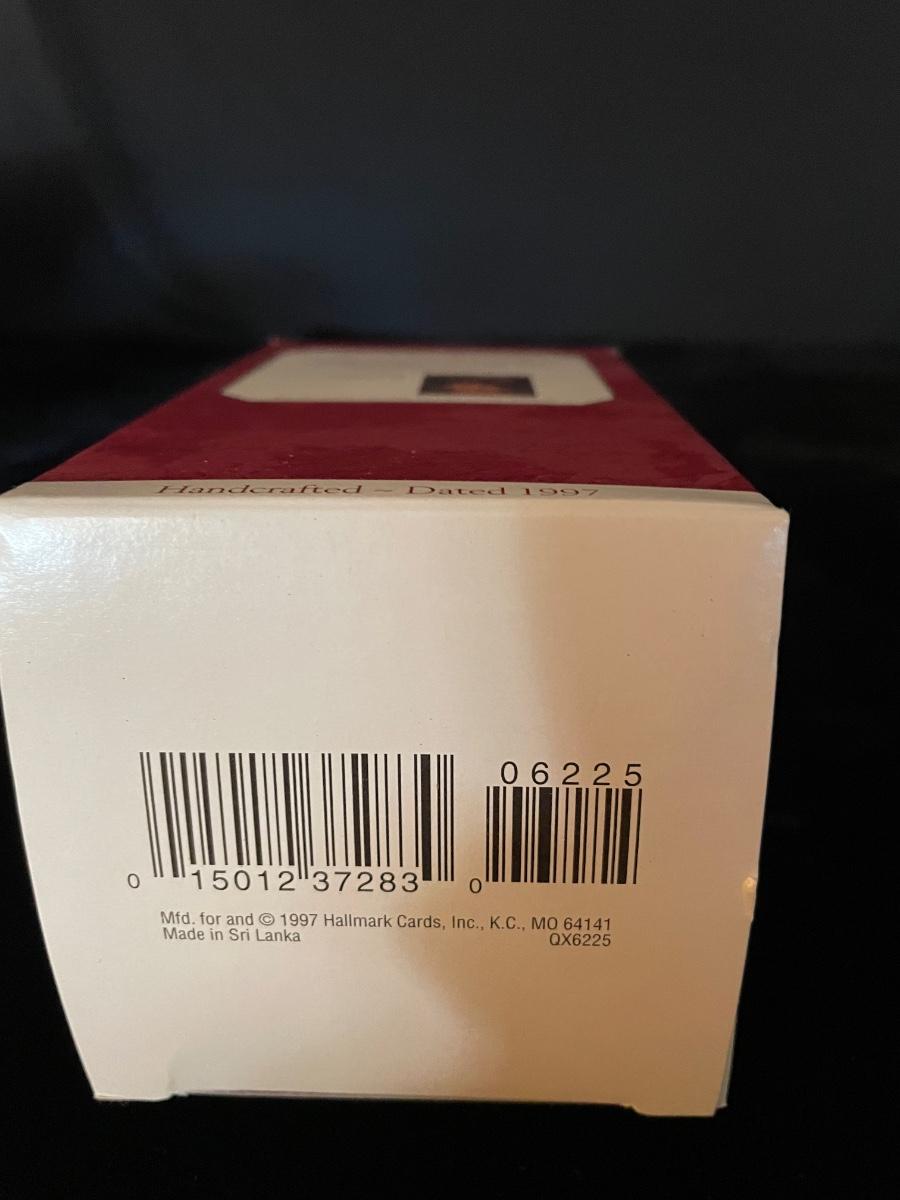 Handcrafted ~ Dated 1997
06225
0 15012 37283 0
Mfd. for and © 1997 Hallmark Cards, Inc., K.C., MO 64141
Made in Sri Lanka QX6225